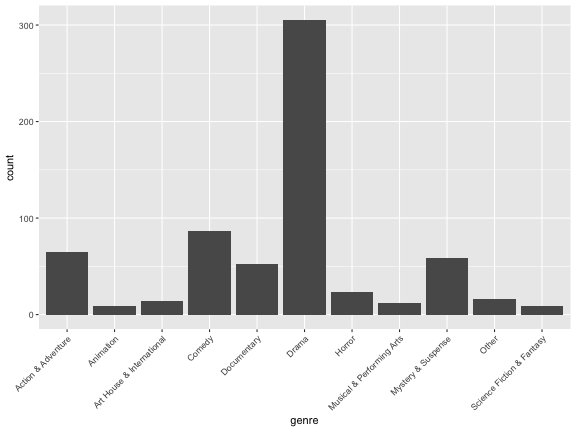 300
200
100
0
count
Action & Adventure
Animation
Art House & International
Comedy
Documentary
Drama
Horror
Musical & Performing Arts
Mystery & Suspense
Other
Science Fiction & Fantasy
genre